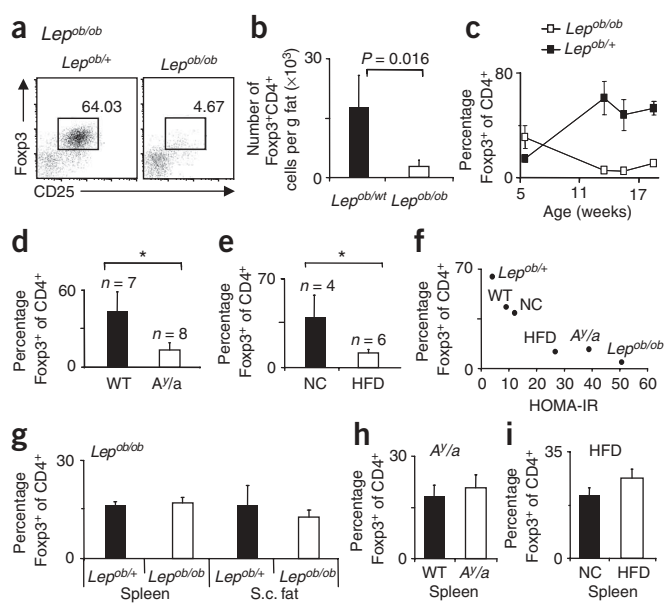 a
Lep^ob/ob
Lep^ob/+
Lep^ob/ob
64.03
4.67
Foxp3
CD25
b
P = 0.016
30
0
Number of
Foxp3+CD4+
cells per g fat (×10^3)
Lep^ob/wt
Lep^ob/ob
c
Lep^ob/ob
Lep^ob/+
80
0
Percentage
Foxp3+ of CD4+
5
11
17
Age (weeks)
d
*
n = 7
n = 8
60
0
Percentage
Foxp3+ of CD4+
WT
A^y/a
e
*
n = 4
n = 6
70
0
Percentage
Foxp3+ of CD4+
NC
HFD
f
70
0
Percentage
Foxp3+ of CD4+
Lep^ob/+
WT
NC
HFD
A^y/a
Lep^ob/ob
0 10 20 30 40 50 60
HOMA-IR
g
Lep^ob/ob
30
0
Percentage
Foxp3+ of CD4+
Lep^ob/+
Lep^ob/ob
Lep^ob/+
Lep^ob/ob
Spleen
S.c. fat
h
A^y/a
40
0
Percentage
Foxp3+ of CD4+
WT
A^y/a
Spleen
i
HFD
35
0
Percentage
Foxp3+ of CD4+
NC
HFD
Spleen